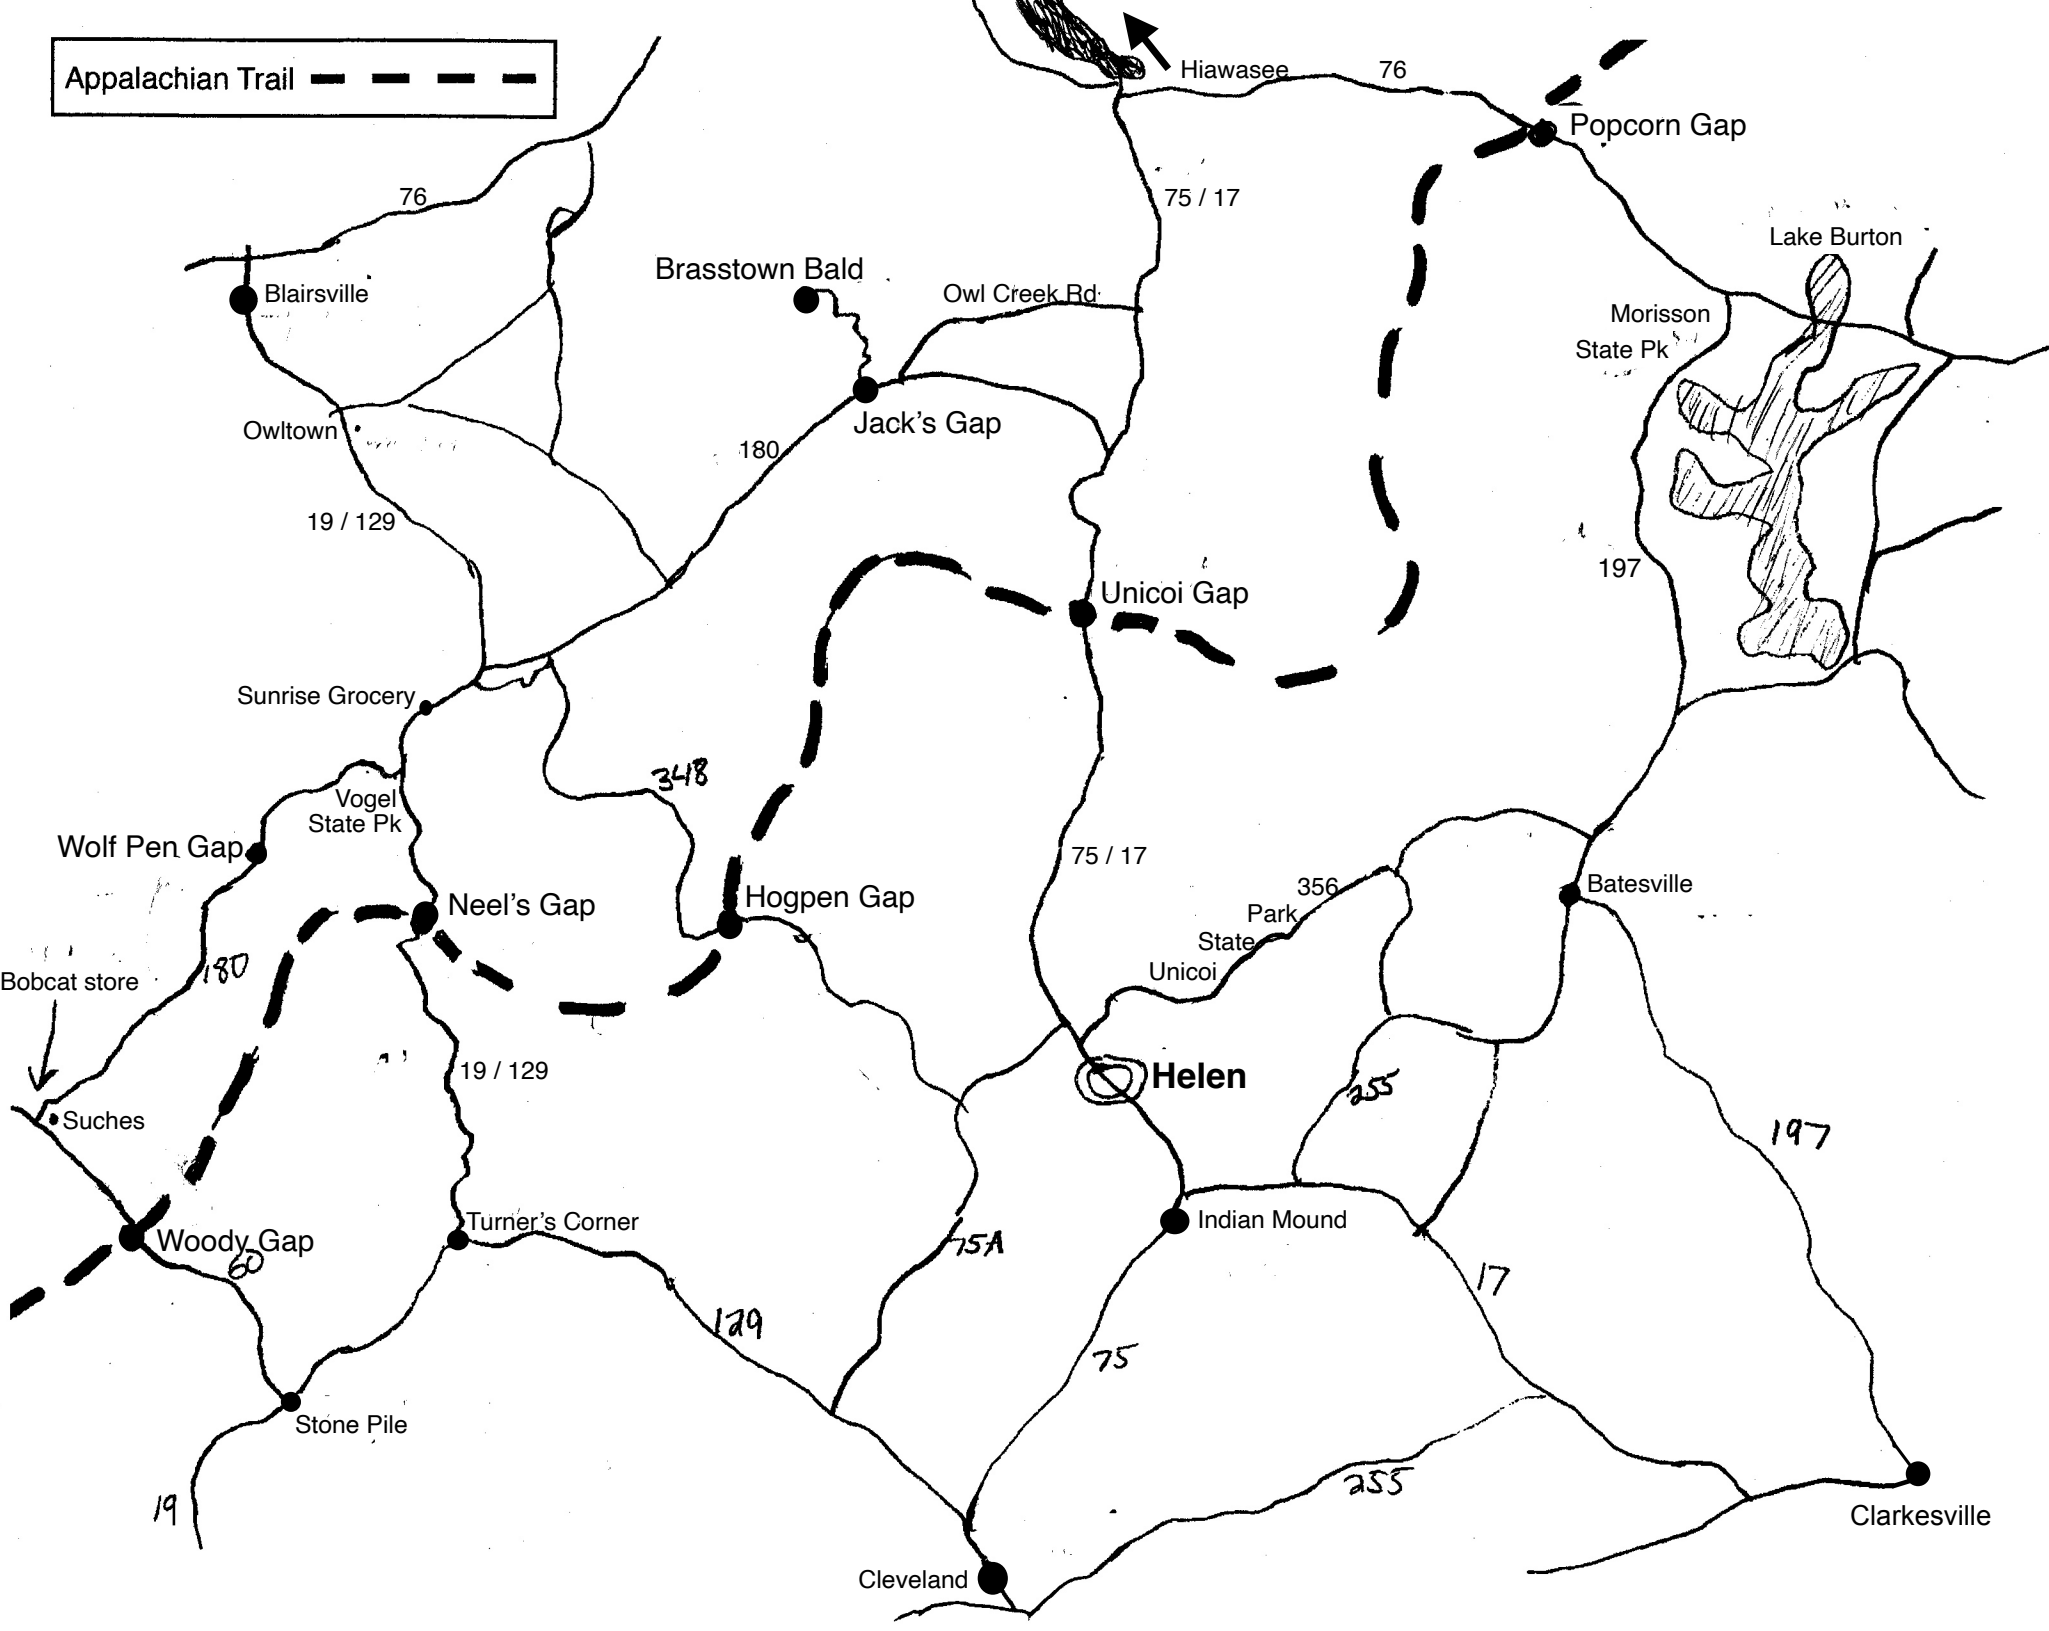 Appalachian Trail
Hiawasee
76
Popcorn Gap
76
75 / 17
Lake Burton
Brasstown Bald
Blairsville
Owl Creek Rd
Morisson
State Pk
Jack's Gap
Owltown
180
19 / 129
197
Unicoi Gap
Sunrise Grocery
348
Vogel
State Pk
Wolf Pen Gap
75 / 17
356
Batesville
Neel's Gap
Hogpen Gap
Park
State
Unicoi
180
Bobcat store
19 / 129
Helen
255
Suches
197
Turner's Corner
Indian Mound
Woody Gap
60
75A
17
129
75
Stone Pile
255
19
Clarkesville
Cleveland